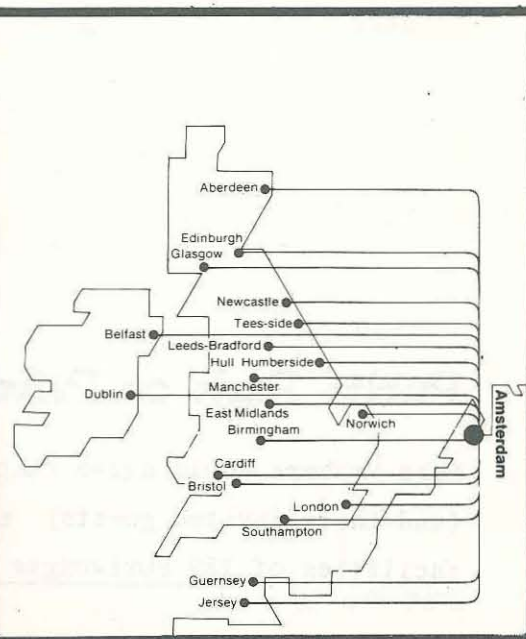 Aberdeen
Edinburgh
Glasgow
Newcastle
Tees-side
Belfast
Leeds-Bradford
Hull Humberside
Manchester
Dublin
East Midlands
Norwich
Birmingham
Amsterdam
Cardiff
Bristol
London
Southampton
Guernsey
Jersey